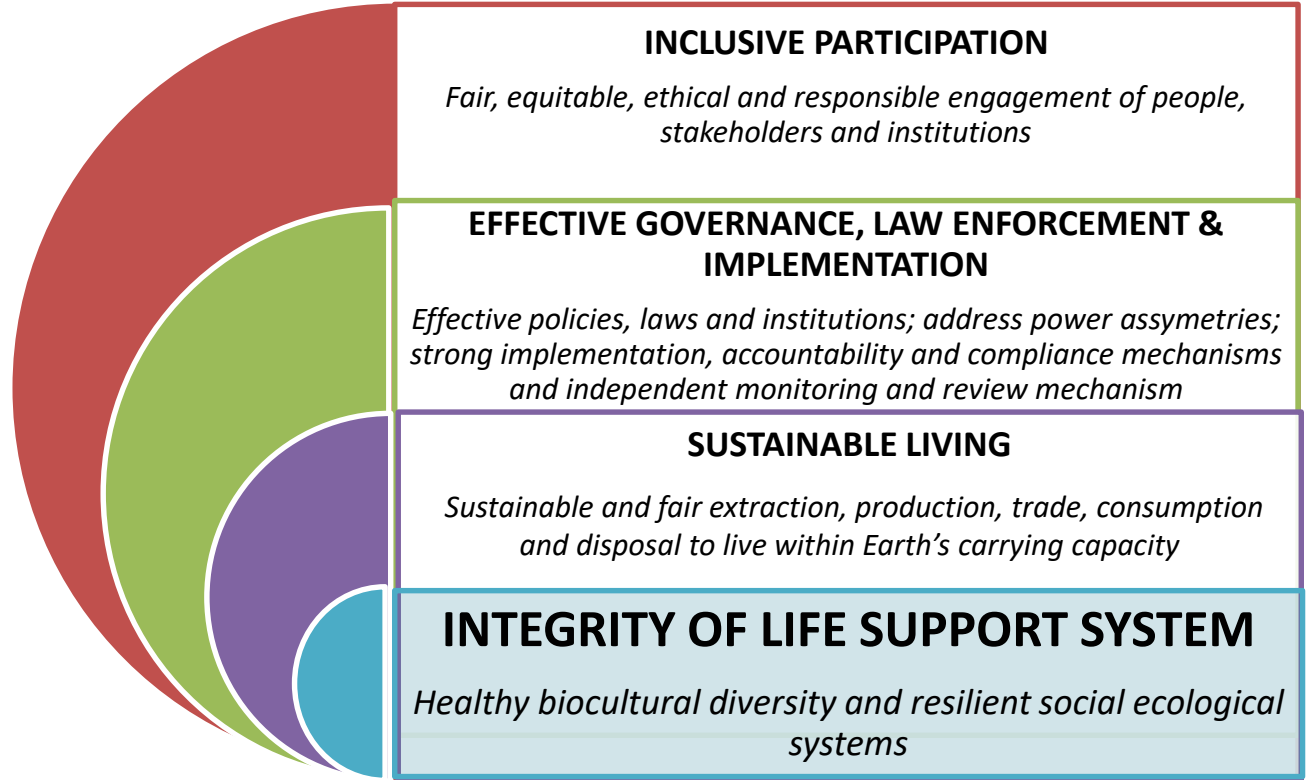 INCLUSIVE PARTICIPATION
Fair, equitable, ethical and responsible engagement of people,
stakeholders and institutions
EFFECTIVE GOVERNANCE, LAW ENFORCEMENT &
IMPLEMENTATION
Effective policies, laws and institutions; address power assymetries;
strong implementation, accountability and compliance mechanisms
and independent monitoring and review mechanism
SUSTAINABLE LIVING
Sustainable and fair extraction, production, trade, consumption
and disposal to live within Earth’s carrying capacity
INTEGRITY OF LIFE SUPPORT SYSTEM
Healthy biocultural diversity and resilient social ecological
systems